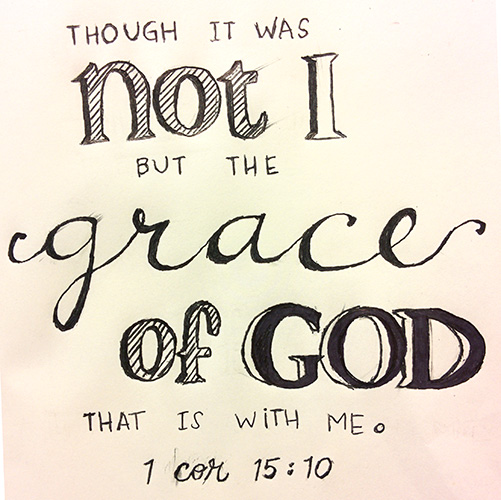 THOUGH IT WAS
not I
BUT THE
grace
of GOD
THAT IS WiTH ME.
1 cor 15:10